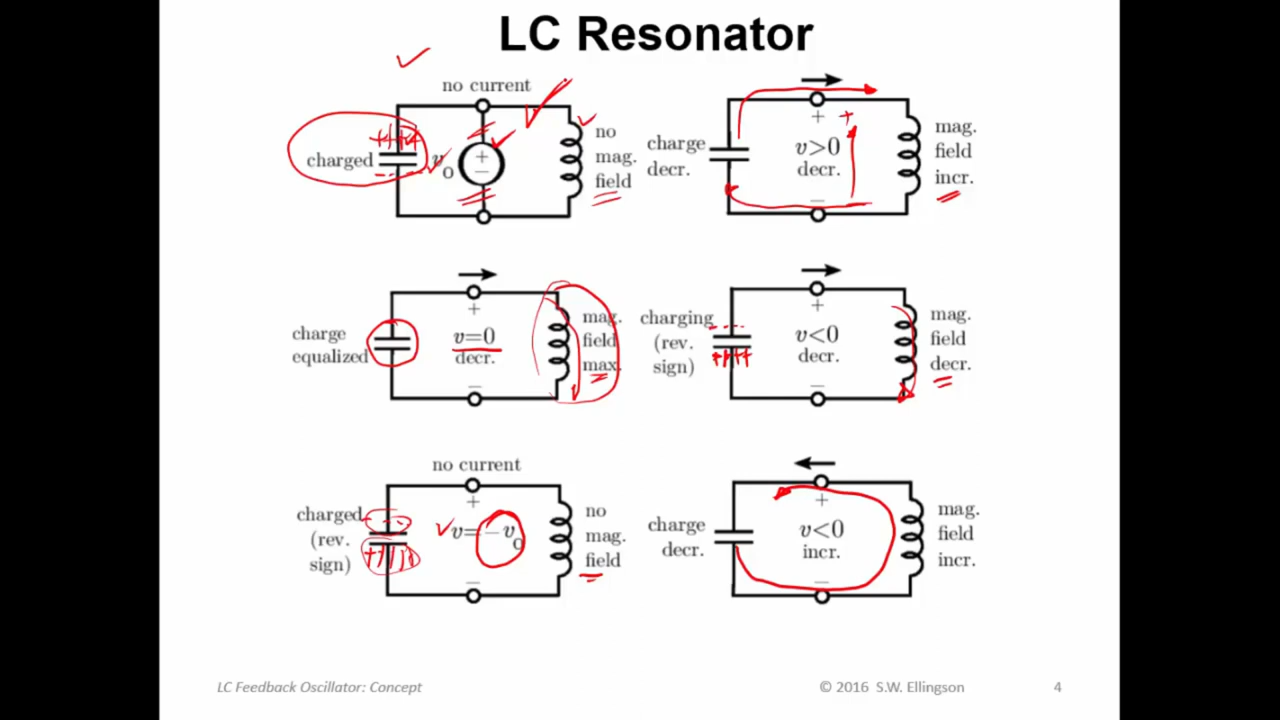 LC Resonator
no current
charged
+ + + +
- - - -
v
o
+
−
no
mag.
field
charge
decr.
+
+
v>0
decr.
−
mag.
field
incr.
charge
equalized
+
v=0
decr.
−
mag.
field
max.
charging
(rev.
sign)
- - - -
++++
+
v<0
decr.
−
mag.
field
decr.
no current
charged
(rev.
sign)
+
v=−v
o
−
no
mag.
field
charge
decr.
+
v<0
incr.
−
mag.
field
incr.
LC Feedback Oscillator: Concept
© 2016 S.W. Ellingson
4